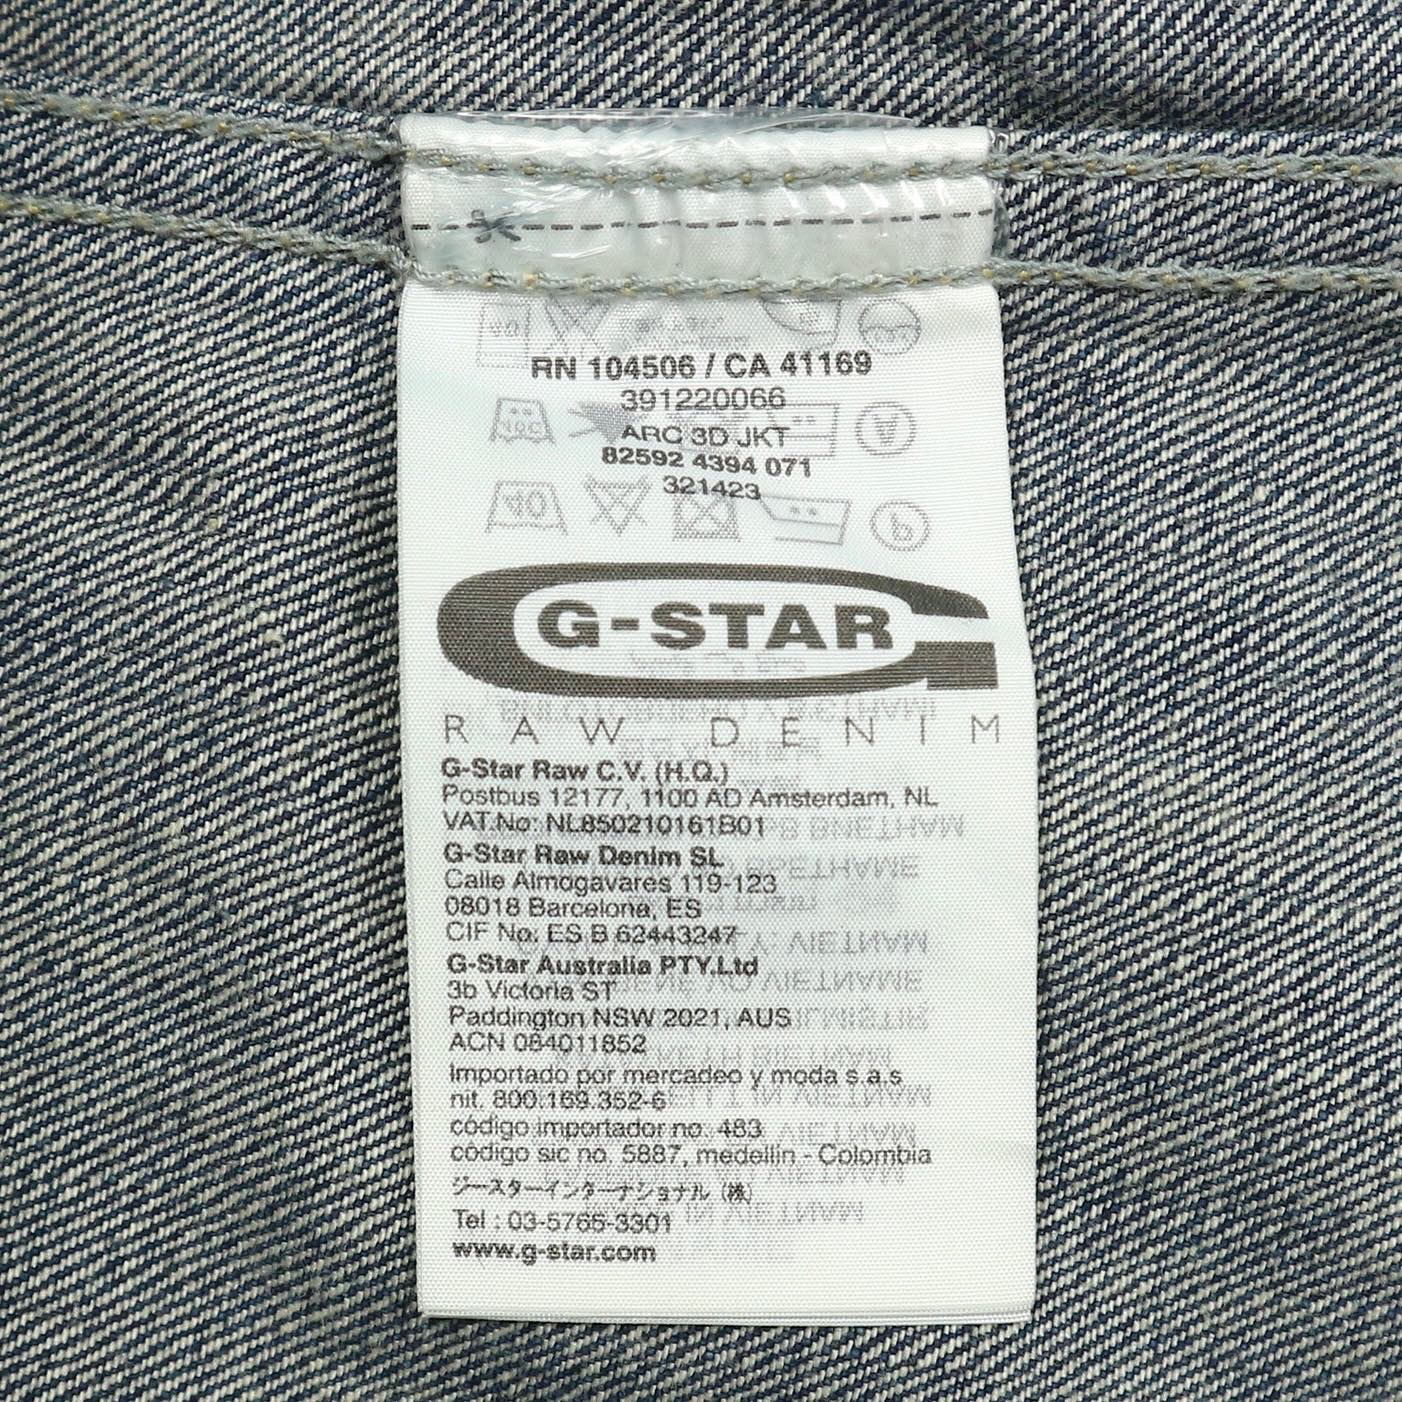 RN 104506 / CA 41169
391220066
ARC 3D JKT
82592 4394 071
321423
G-STAR
RAW DENIM
G-Star Raw C.V. (H.Q.)
Postbus 12177, 1100 AD Amsterdam, NL
VAT.No: NL850210161B01
G-Star Raw Denim SL
Calle Almogavares 119-123
08018 Barcelona, ES
CIF No: ES B 62443247
G-Star Australia PTY.Ltd
3b Victoria ST
Paddington NSW 2021, AUS
ACN 084011852
Importado por mercadeo y moda s.a.s
nit. 800.169.352-6
código importador no. 483
código sic no. 5887, medellin - Colombia
ジースターインターナショナル (株)
Tel : 03-5765-3301
www.g-star.com